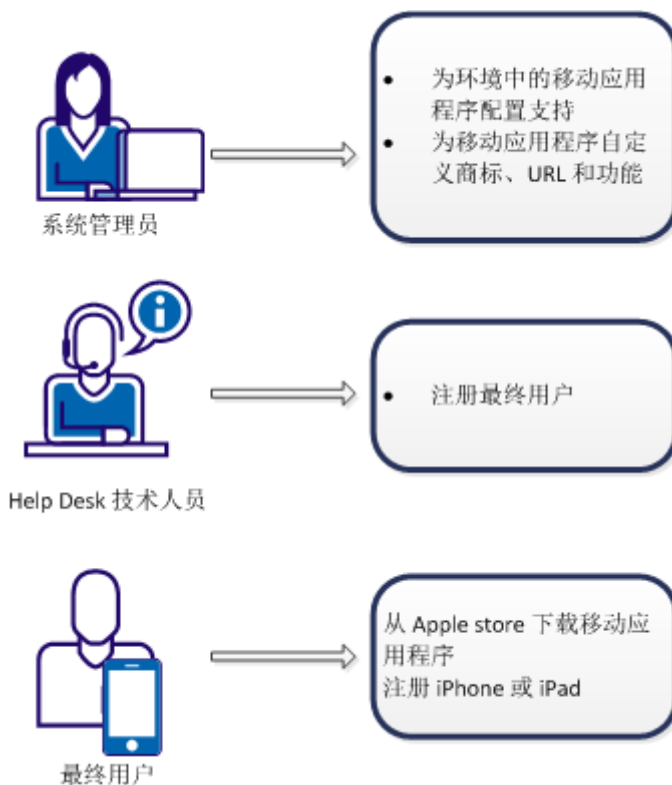 • 为环境中的移动应用
程序配置支持
• 为移动应用程序自定
义商标、URL 和功能
系统管理员
• 注册最终用户
Help Desk 技术人员
从 Apple store 下载移动应
用程序
注册 iPhone 或 iPad
最终用户